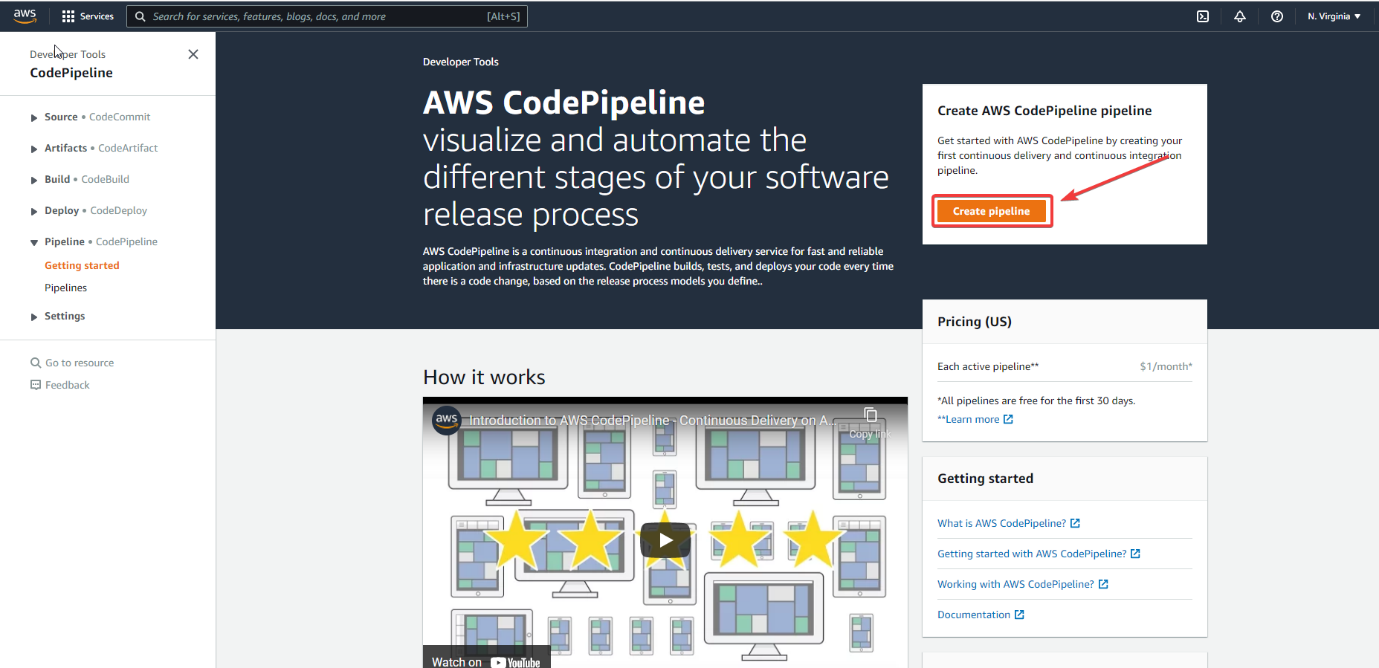 aws
Services
Search for services, features, blogs, docs, and more
[Alt+S]
N. Virginia
Developer Tools
CodePipeline
Source • CodeCommit
Artifacts • CodeArtifact
Build • CodeBuild
Deploy • CodeDeploy
Pipeline • CodePipeline
Getting started
Pipelines
Settings
Go to resource
Feedback
Developer Tools
AWS CodePipeline
visualize and automate the
different stages of your software
release process
AWS CodePipeline is a continuous integration and continuous delivery service for fast and reliable
application and infrastructure updates. CodePipeline builds, tests, and deploys your code every time
there is a code change, based on the release process models you define..
Create AWS CodePipeline pipeline
Get started with AWS CodePipeline by creating your
first continuous delivery and continuous integration
pipeline.
Create pipeline
Pricing (US)
Each active pipeline**
$1/month*
*All pipelines are free for the first 30 days.
**Learn more
Getting started
What is AWS CodePipeline?
Getting started with AWS CodePipeline?
Working with AWS CodePipeline?
Documentation
How it works
aws
Introduction to AWS CodePipeline - Continuous Delivery on A...
Copy link
Watch on YouTube